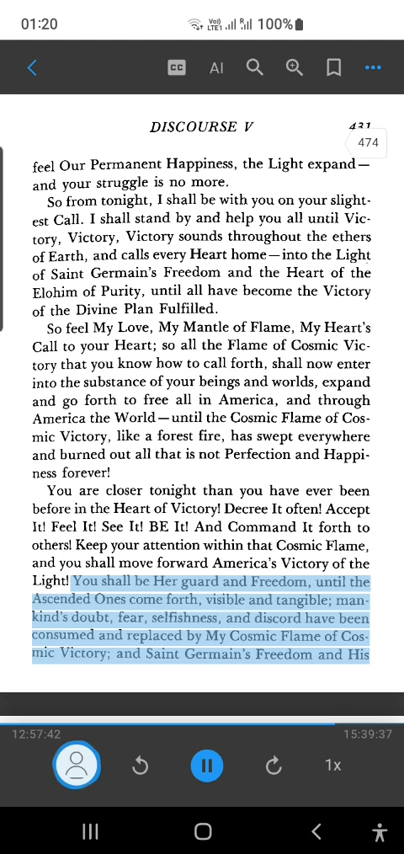 01:20
Vo))
LTE1
R
100%
CC
AI
DISCOURSE V
431
474
feel Our Permanent Happiness, the Light expand—
and your struggle is no more.
So from tonight, I shall be with you on your slight-
est Call. I shall stand by and help you all until Vic-
tory, Victory, Victory sounds throughout the ethers
of Earth, and calls every Heart home—into the Light
of Saint Germain's Freedom and the Heart of the
Elohim of Purity, until all have become the Victory
of the Divine Plan Fulfilled.
So feel My Love, My Mantle of Flame, My Heart's
Call to your Heart; so all the Flame of Cosmic Vic-
tory that you know how to call forth, shall now enter
into the substance of your beings and worlds, expand
and go forth to free all in America, and through
America the World—until the Cosmic Flame of Cos-
mic Victory, like a forest fire, has swept everywhere
and burned out all that is not Perfection and Happi-
ness forever!
You are closer tonight than you have ever been
before in the Heart of Victory! Decree It often! Accept
It! Feel It! See It! BE It! And Command It forth to
others! Keep your attention within that Cosmic Flame,
and you shall move forward America's Victory of the
Light! You shall be Her guard and Freedom, until the
Ascended Ones come forth, visible and tangible; man-
kind's doubt, fear, selfishness, and discord have been
consumed and replaced by My Cosmic Flame of Cos-
mic Victory; and Saint Germain's Freedom and His
12:57:42
15:39:37
1x